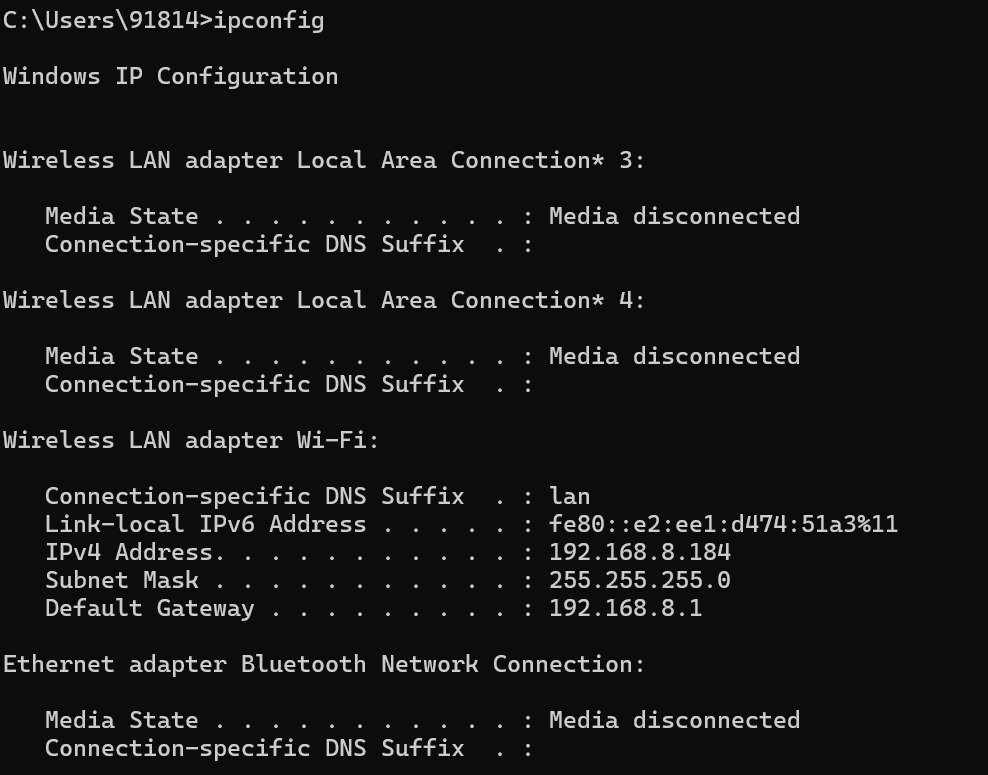 C:\Users\91814>ipconfig
Windows IP Configuration
Wireless LAN adapter Local Area Connection* 3:
   Media State . . . . . . . . . . . : Media disconnected
   Connection-specific DNS Suffix  . :
Wireless LAN adapter Local Area Connection* 4:
   Media State . . . . . . . . . . . : Media disconnected
   Connection-specific DNS Suffix  . :
Wireless LAN adapter Wi-Fi:
   Connection-specific DNS Suffix  . : lan
   Link-local IPv6 Address . . . . . : fe80::e2:ee1:d474:51a3%11
   IPv4 Address. . . . . . . . . . . : 192.168.8.184
   Subnet Mask . . . . . . . . . . . : 255.255.255.0
   Default Gateway . . . . . . . . . : 192.168.8.1
Ethernet adapter Bluetooth Network Connection:
   Media State . . . . . . . . . . . : Media disconnected
   Connection-specific DNS Suffix  . :